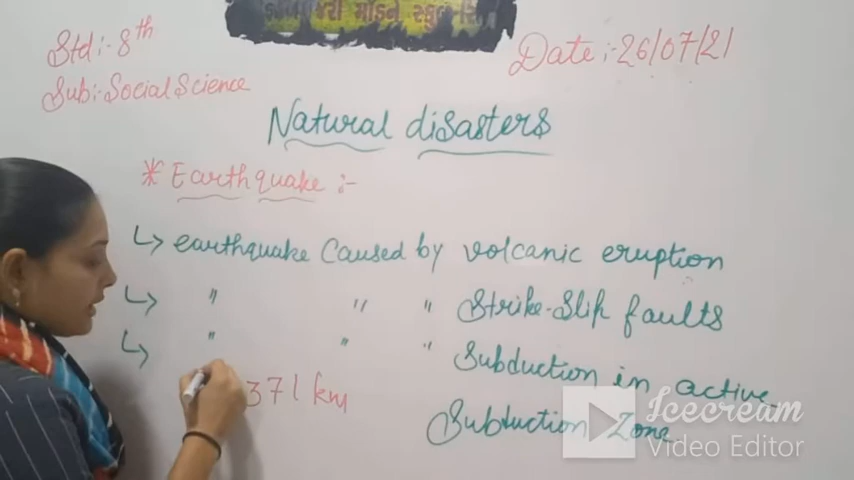 Std:- 8th
Sub:- Social Science
Date:- 26/07/21
Natural disasters
* Earthquake :-
↳ earthquake Caused by volcanic eruption
↳ " " " Strike-Slip faults
↳ " " " Subduction in active
Subduction Zone
371 km
Icecream
Video Editor